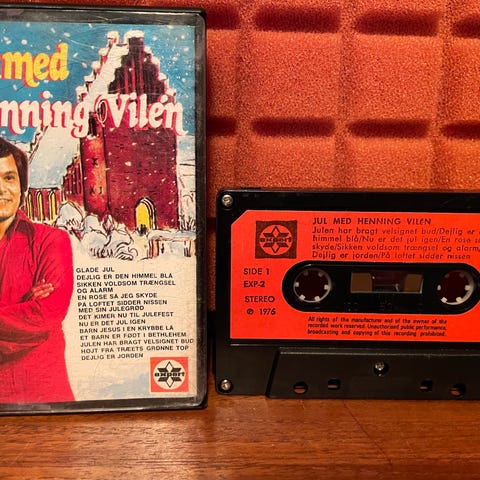 med
nning Vilén
GLADE JUL
DEJLIG ER DEN HIMMEL BLÅ
SIKKEN VOLDSOM TRÆNGSEL
OG ALARM
EN ROSE SÅ JEG SKYDE
PÅ LOFTET SIDDER NISSEN
MED SIN JULEGRØD
DET KIMER NU TIL JULEFEST
NU ER DET JUL IGEN
BARN JESUS I EN KRYBBE LÅ
ET BARN ER FØDT I BETHLEHEM
JULEN HAR BRAGT VELSIGNET BUD
HØJT FRA TRÆETS GRØNNE TOP
DEJLIG ER JORDEN
expert
JUL MED HENNING VILÉN
Julen har bragt velsignet bud/Dejlig er den
himmel blå/Nu er det jul igen/En rose så jeg
skyde/Sikken voldsom trængsel og alarm/
Dejlig er jorden/På loftet sidder nissen
expert
SIDE 1
EXP-2
STEREO
℗ 1976
All rights of the manufacturer and of the owner of the
recorded work reserved. Unauthorised public performance,
broadcasting and copying of this recording prohibited.